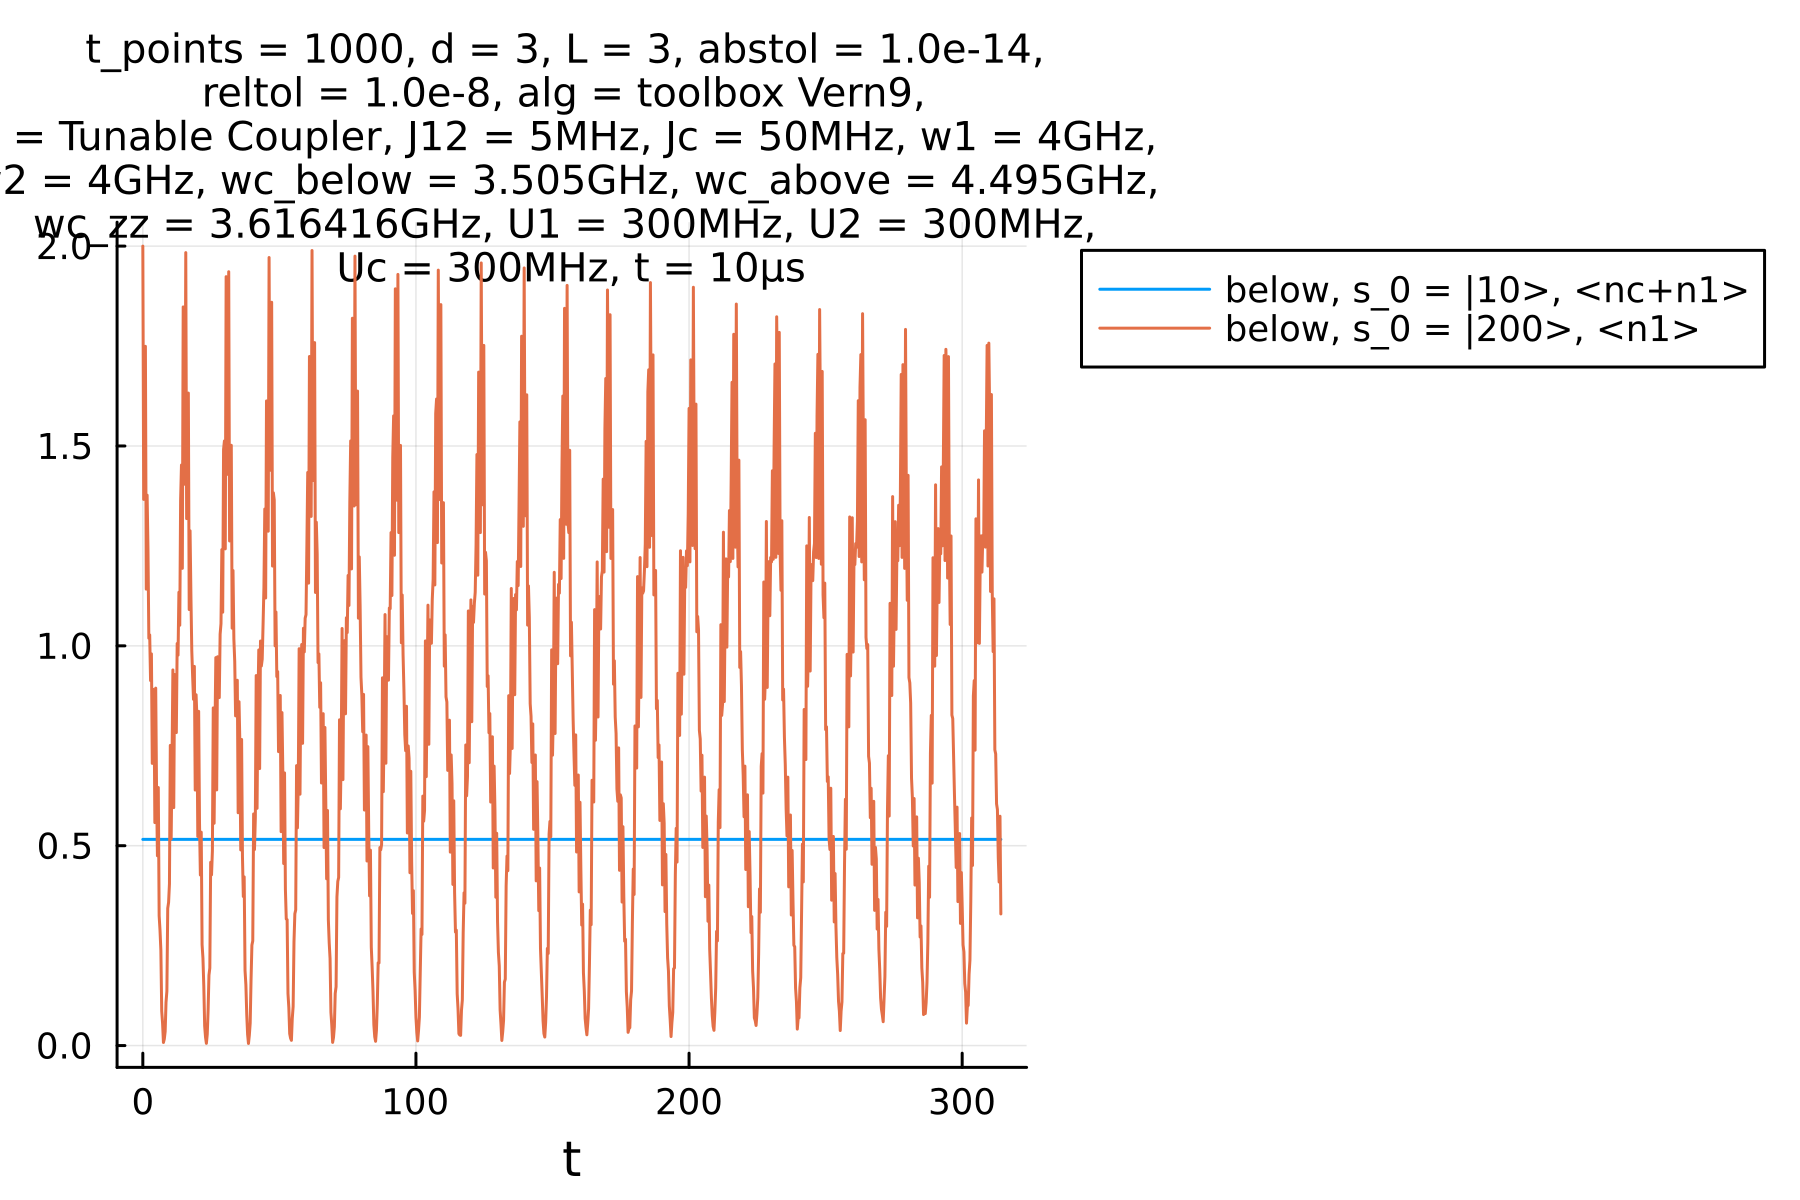 t_points = 1000, d = 3, L = 3, abstol = 1.0e-14,
reltol = 1.0e-8, alg = toolbox Vern9,
= Tunable Coupler, J12 = 5MHz, Jc = 50MHz, w1 = 4GHz,
2 = 4GHz, wc_below = 3.505GHz, wc_above = 4.495GHz,
wc_zz = 3.616416GHz, U1 = 300MHz, U2 = 300MHz,
Uc = 300MHz, t = 10μs
below, s_0 = |10>, <nc+n1>
below, s_0 = |200>, <n1>
2.0
1.5
1.0
0.5
0.0
0 100 200 300
t